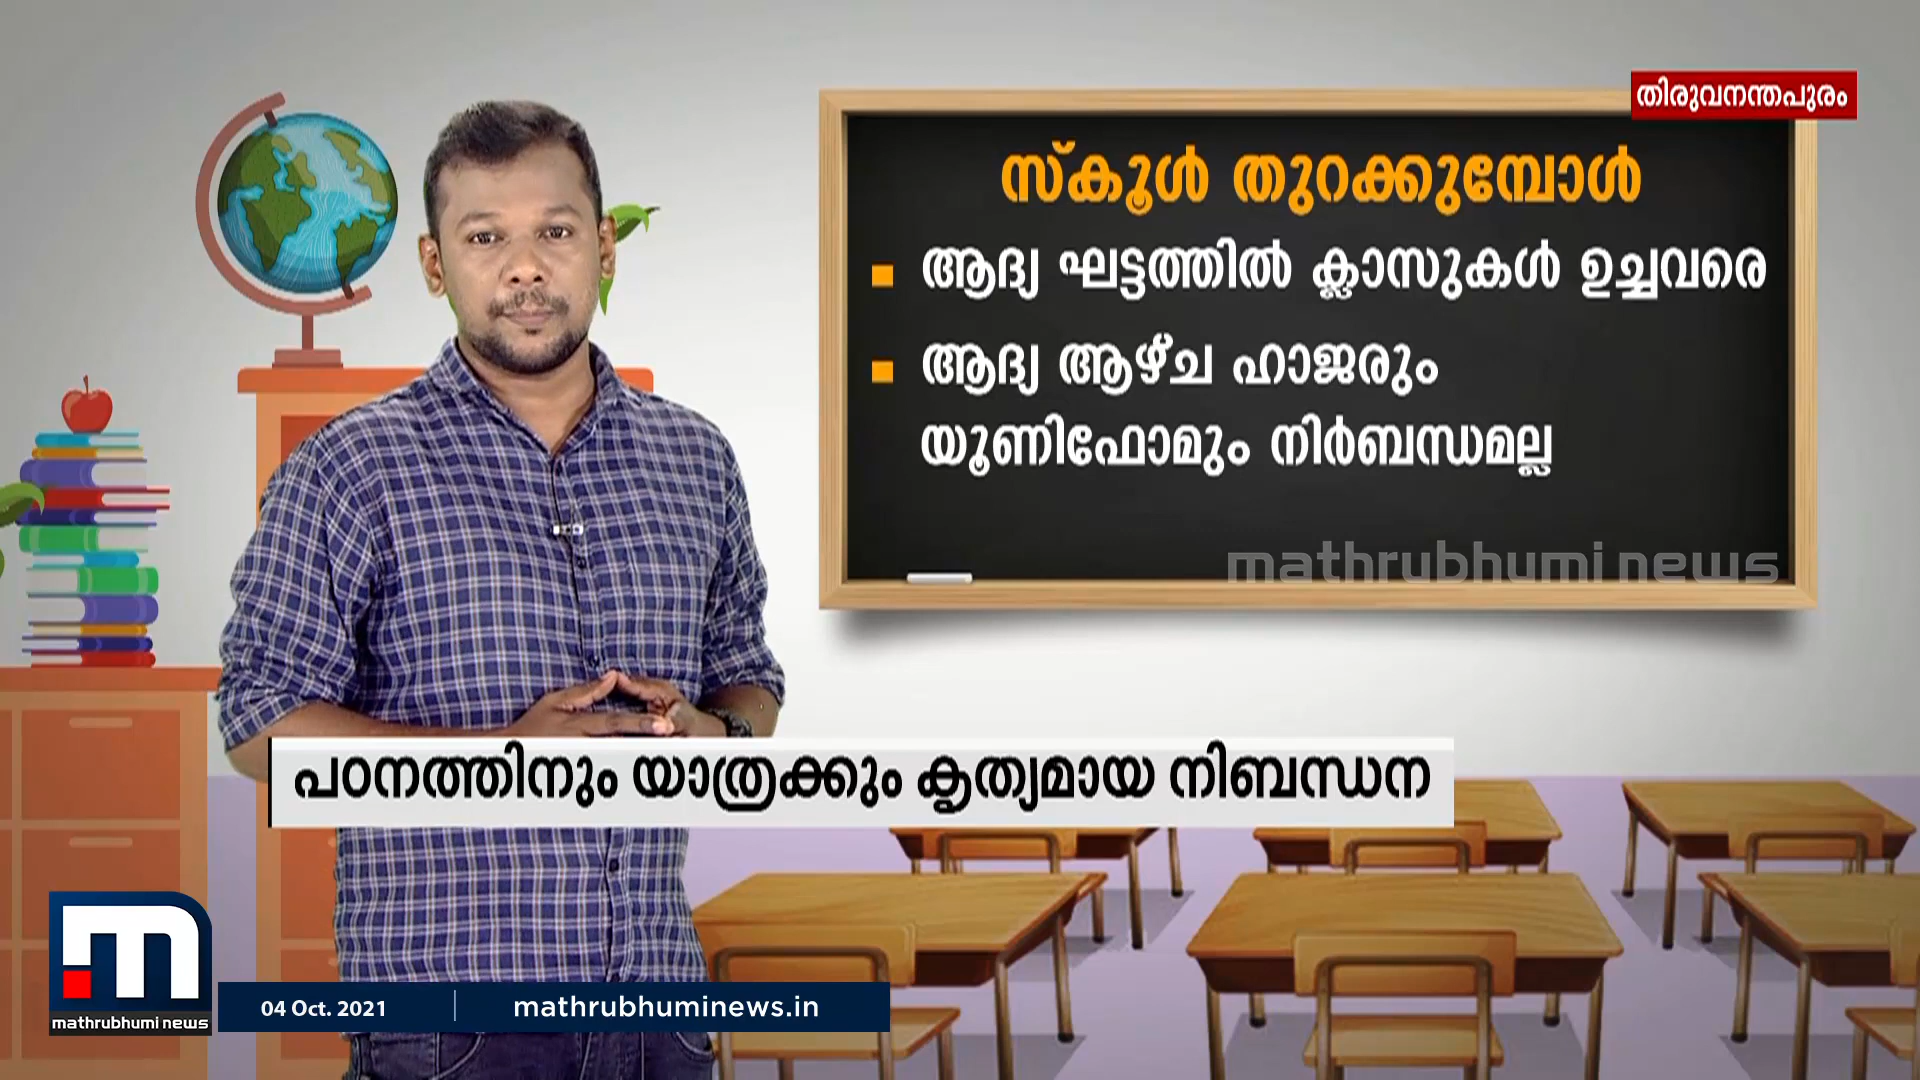 തിരുവനന്തപുരം
സ്കൂൾ തുറക്കുമ്പോൾ
ആദ്യ ഘട്ടത്തിൽ ക്ലാസുകൾ ഉച്ചവരെ
ആദ്യ ആഴ്ച ഹാജരും
യൂണിഫോമും നിർബന്ധമല്ല
mathrubhumi news
പഠനത്തിനും യാത്രക്കും കൃത്യമായ നിബന്ധന
mathrubhumi news
04 Oct. 2021
mathrubhuminews.in